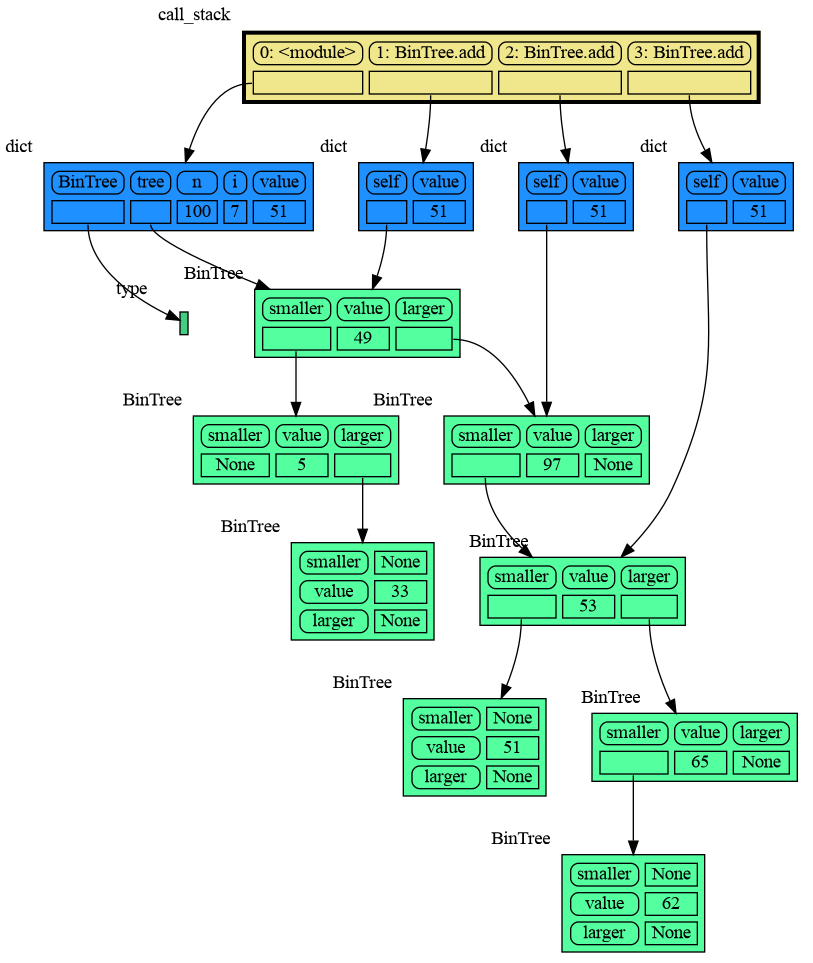 call_stack
0: <module> 1: BinTree.add 2: BinTree.add 3: BinTree.add
dict dict dict dict
BinTree tree n i value self value self value self value
100 7 51 51 51 51
BinTree
type
smaller value larger
49
BinTree BinTree
smaller value larger smaller value larger
None 5 97 None
BinTree
BinTree
smaller None
value 33
larger None
smaller value larger
53
BinTree
BinTree
smaller None
value 51
larger None
smaller value larger
65 None
BinTree
smaller None
value 62
larger None